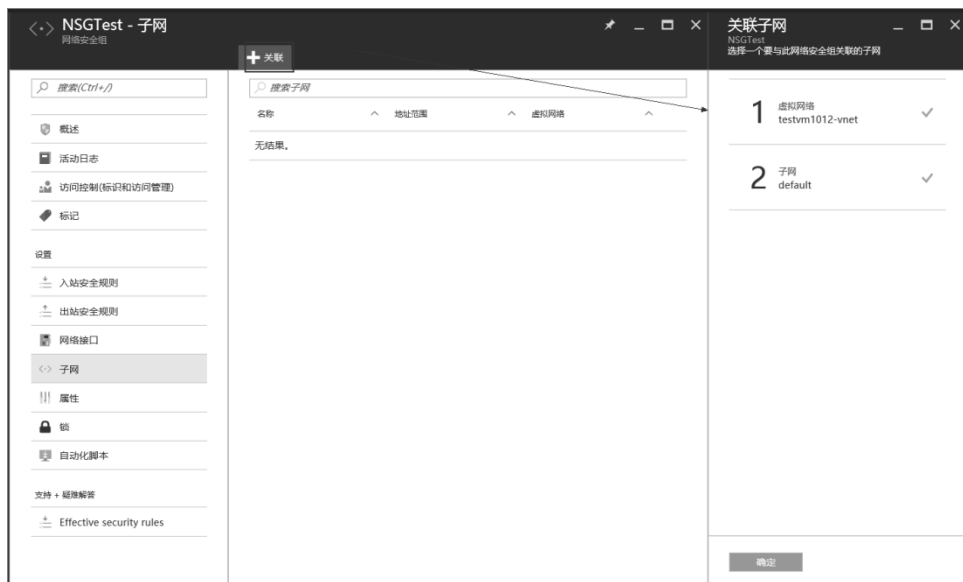 NSGTest - 子网
网络安全组
搜索(Ctrl+/)
概述
活动日志
访问控制(标识和访问管理)
标记
设置
入站安全规则
出站安全规则
网络接口
子网
属性
锁
自动化脚本
支持 + 疑难解答
Effective security rules
关联
搜索子网
名称 地址范围 虚拟网络
无结果。
关联子网
NSGTest
选择一个要与此网络安全组关联的子网
1 虚拟网络
testvm1012-vnet
2 子网
default
确定